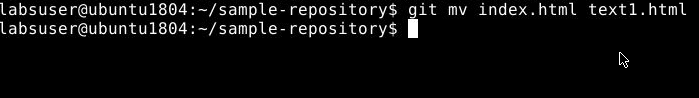 labsuser@ubuntu1804:~/sample-repository$ git mv index.html text1.html
labsuser@ubuntu1804:~/sample-repository$